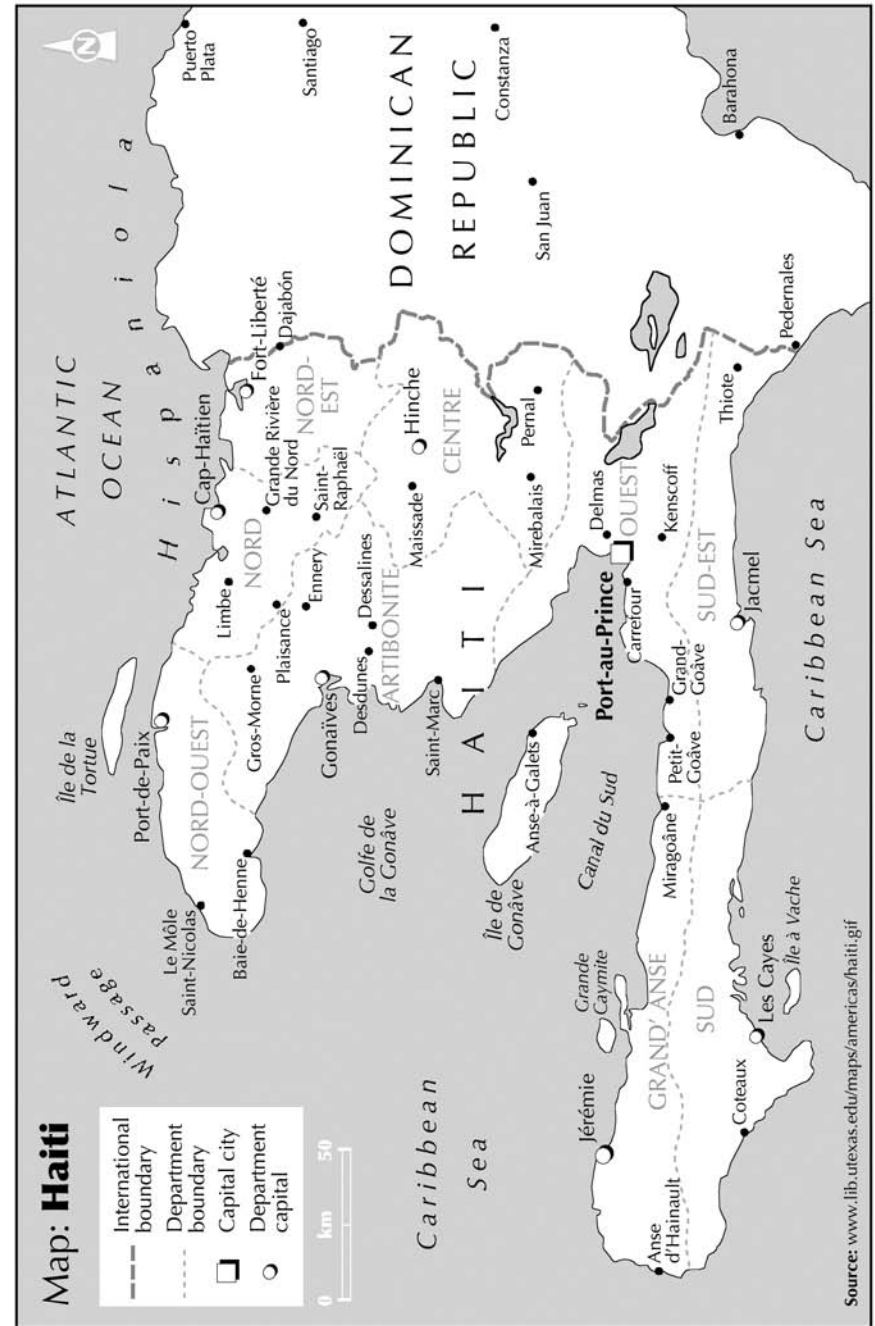 Map: Haiti
International
boundary
Department
boundary
Capital city
Department
capital
0 km 50
N
ATLANTIC
OCEAN
Hispaniola
Windward
Passage
Île de la
Tortue
Port-de-Paix
Le Môle
Saint-Nicolas
Baie-de-Henne
NORD-OUEST
Gros-Morne
Cap-Haïtien
Limbe
NORD
Grande Rivière
du Nord
Plaisance
Saint-
Raphaël
Ennery
Fort-Liberté
Dajabón
NORD-
EST
Puerto
Plata
Santiago
DOMINICAN
REPUBLIC
Constanza
San Juan
Barahona
Pedernales
Gonaïves
Dessalines
Desdunes
ARTIBONITE
Saint-Marc
Hinche
Maissade
CENTRE
Pernal
Mirebalais
Golfe de
la Gonâve
HAITI
Île de
Gonâve
Anse-à-Galets
Canal du Sud
Delmas
OUEST
Port-au-Prince
Carrefour
Kenscoff
Thiote
SUD-EST
Jacmel
Grand-
Goâve
Petit-
Goâve
Miragoâne
Grande
Caymite
Jérémie
GRAND' ANSE
SUD
Anse
d'Hainault
Coteaux
Les Cayes
Île à Vache
Caribbean
Sea
Caribbean Sea
Source: www.lib.utexas.edu/maps/americas/haiti.gif